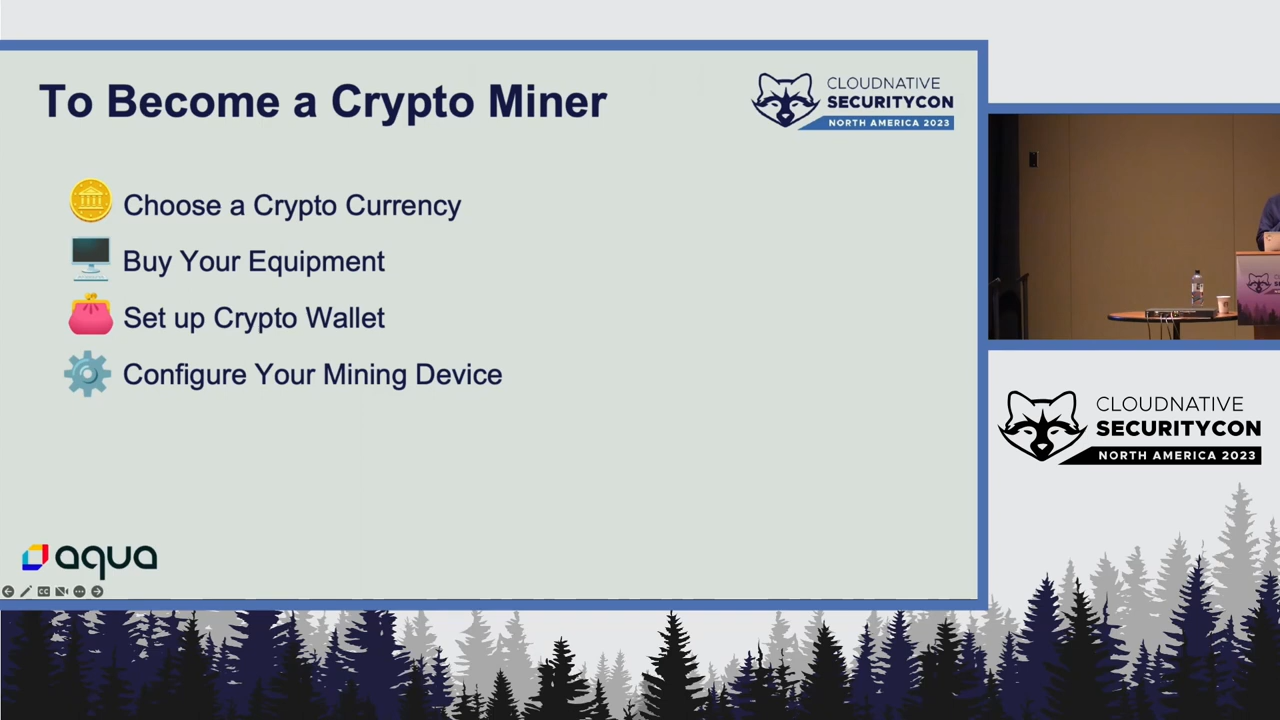 To Become a Crypto Miner
CLOUDNATIVE
SECURITYCON
NORTH AMERICA 2023
Choose a Crypto Currency
Buy Your Equipment
Set up Crypto Wallet
Configure Your Mining Device
aqua
CC
CLOUDNATIVE
SECURITYCON
NORTH AMERICA 2023